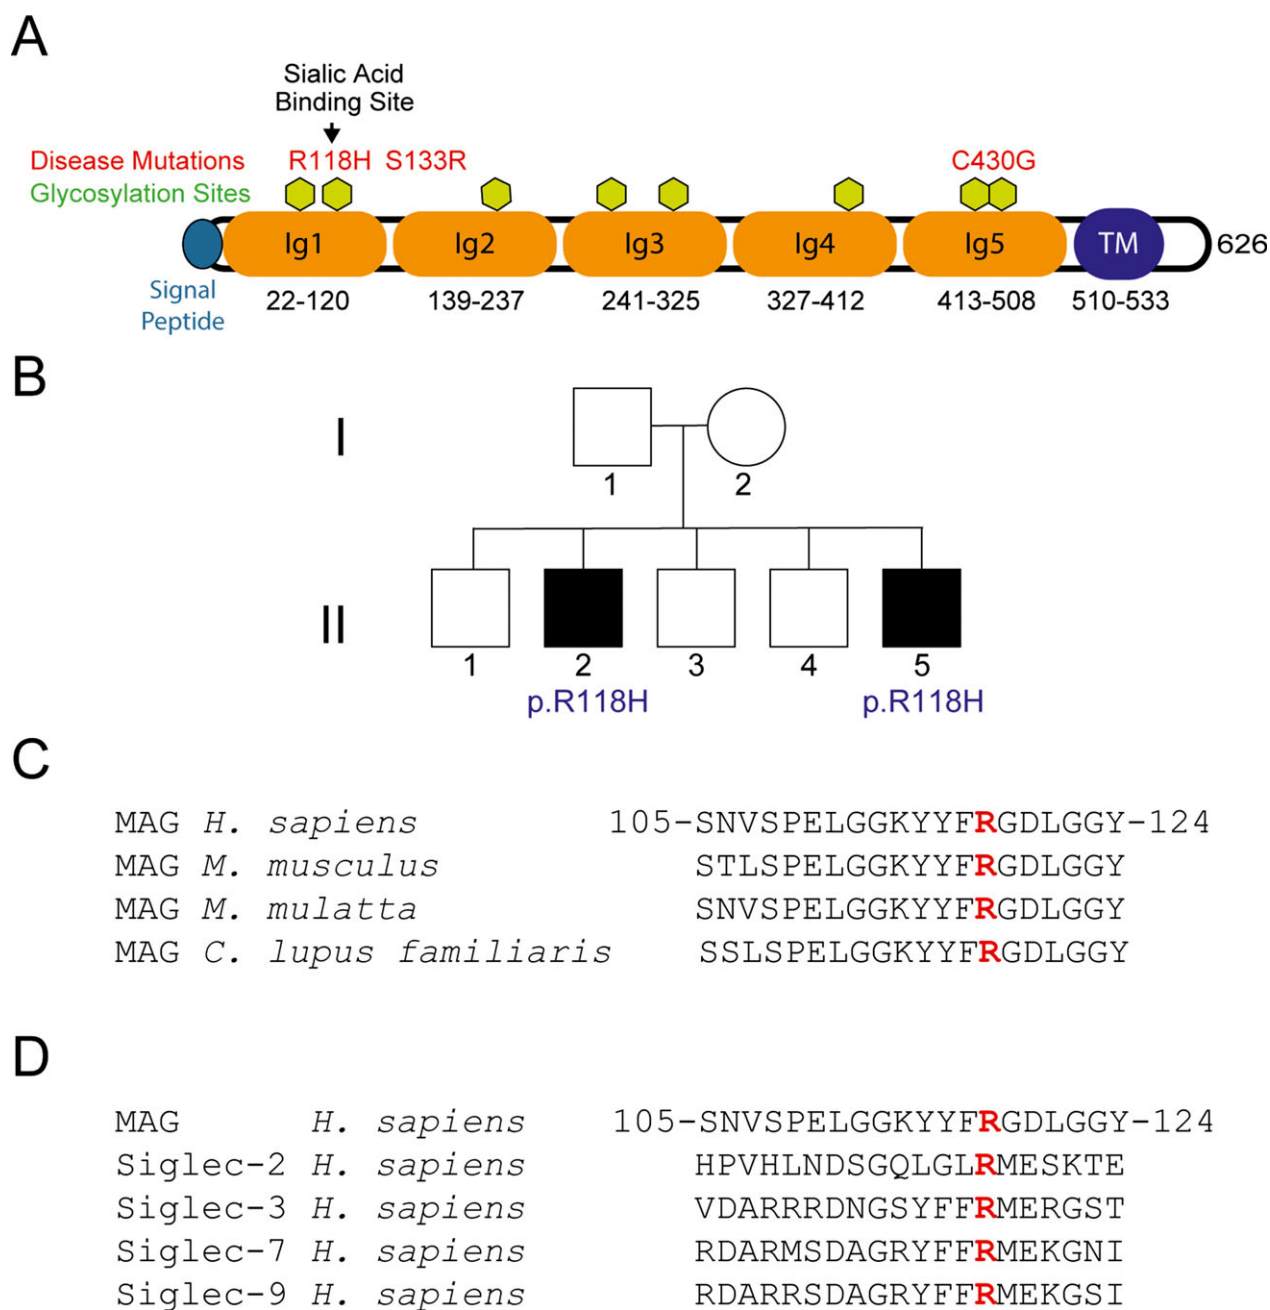 A
Sialic Acid
Binding Site
Disease Mutations R118H S133R C430G
Glycosylation Sites
Ig1 Ig2 Ig3 Ig4 Ig5 TM 626
Signal
Peptide
22-120 139-237 241-325 327-412 413-508 510-533
B
I
1 2
II
1 2 3 4 5
p.R118H p.R118H
C
MAG H. sapiens 105-SNVSPELGGKYYFRGDLGGY-124
MAG M. musculus STLSPELGGKYYFRGDLGGY
MAG M. mulatta SNVSPELGGKYYFRGDLGGY
MAG C. lupus familiaris SSLSPELGGKYYFRGDLGGY
D
MAG H. sapiens 105-SNVSPELGGKYYFRGDLGGY-124
Siglec-2 H. sapiens HPVHLNDSGQLGLRMESKTE
Siglec-3 H. sapiens VDARRRDNGSYFFRMERGST
Siglec-7 H. sapiens RDARMSDAGRYFFRMEKGNI
Siglec-9 H. sapiens RDARRSDAGRYFFRMEKGSI